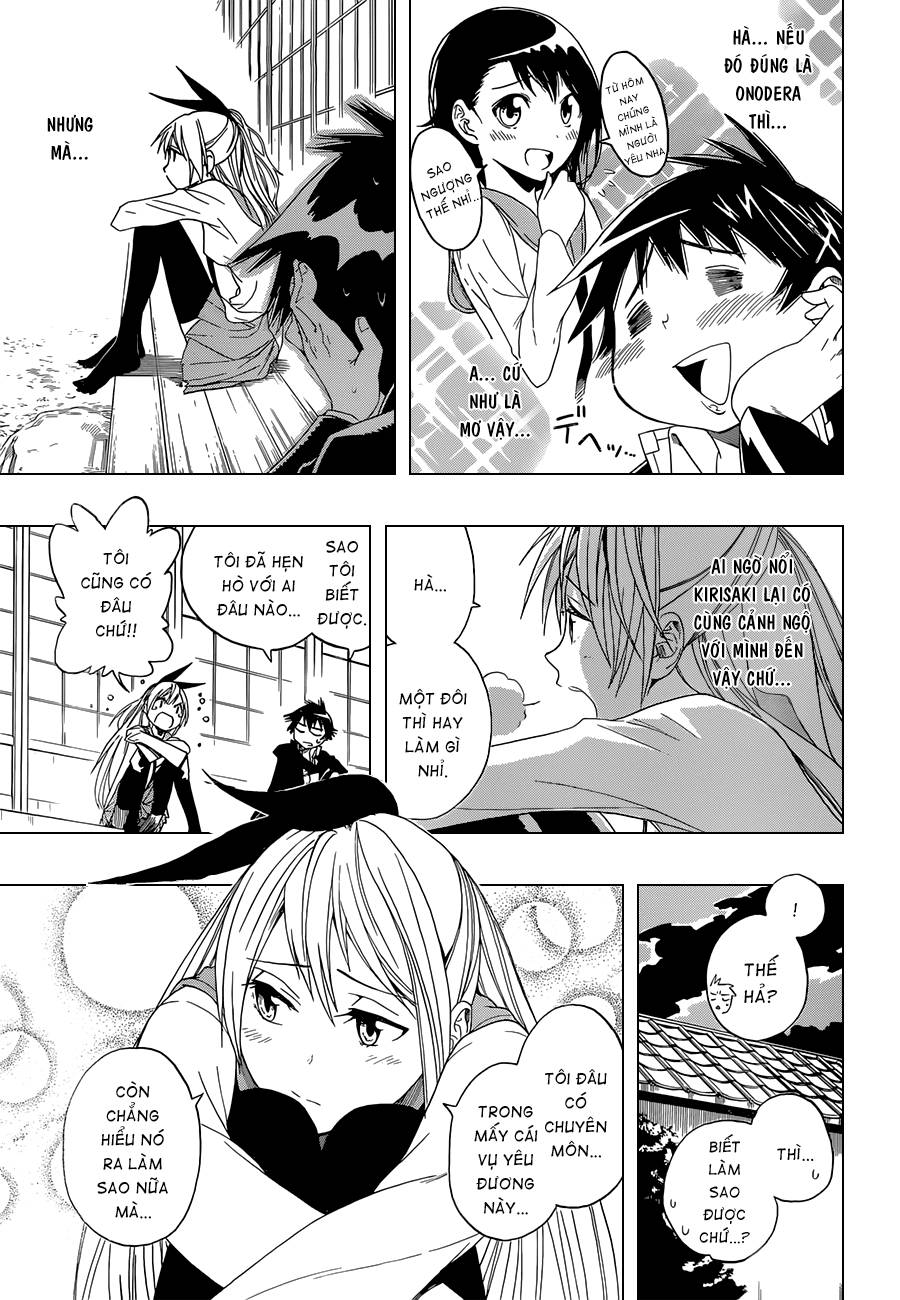 HÀ... NẾU
ĐÓ ĐÚNG LÀ
ONODERA
THÌ...
TỪ HÔM
NAY
CHÚNG
MÌNH LÀ
NGƯỜI
YÊU NHA
SAO
NGƯỢNG
THẾ NHỈ...
A... CỨ
NHƯ LÀ
MƠ VẬY...
デヘッ...
NHƯNG
MÀ...
AI NGỜ NỔI
KIRISAKI LẠI CÓ
CÙNG CẢNH NGỘ
VỚI MÌNH ĐẾN
VẬY CHỨ...
HÀ...
MỘT ĐÔI
THÌ HAY
LÀM GÌ
NHỈ.
SAO
TÔI
BIẾT
ĐƯỢC.
TÔI ĐÃ HẸN
HÒ VỚI AI
ĐÂU NÀO...
TÔI
CŨNG CÓ
ĐÂU
CHỨ!!
!
THẾ
HẢ?
THÌ...
BIẾT
LÀM
SAO
ĐƯỢC
CHỨ...?
TÔI ĐÂU
CÓ
CHUYÊN
MÔN...
TRONG
MẤY CÁI
VỤ YÊU
ĐƯƠNG
NÀY...
CÒN
CHẲNG
HIỂU NÓ
RA LÀM
SAO NỮA
MÀ...